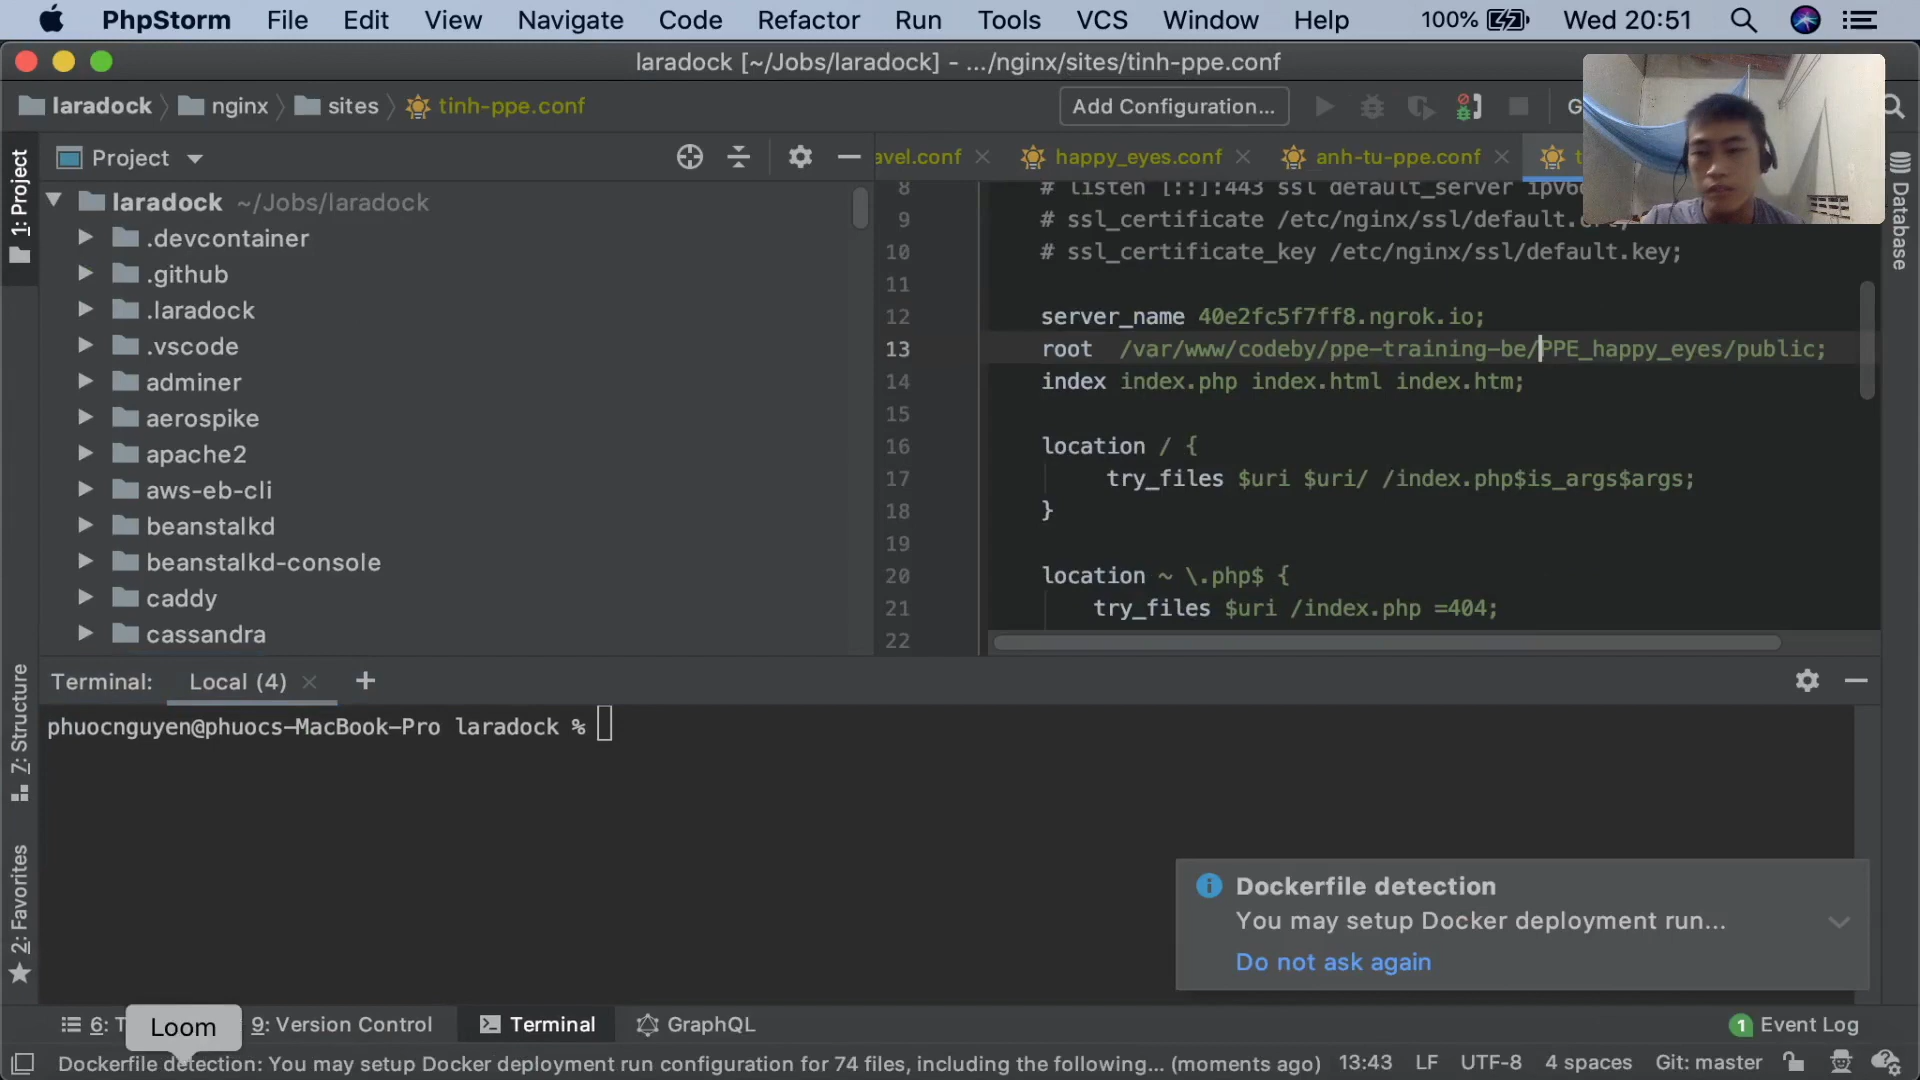 PhpStorm File Edit View Navigate Code Refactor Run Tools VCS Window Help 100% Wed 20:51
laradock [~/Jobs/laradock] - .../nginx/sites/tinh-ppe.conf
laradock nginx sites tinh-ppe.conf Add Configuration... G
1: Project
Project
avel.conf happy_eyes.conf anh-tu-ppe.conf t
laradock ~/Jobs/laradock
.devcontainer
.github
.laradock
.vscode
adminer
aerospike
apache2
aws-eb-cli
beanstalkd
beanstalkd-console
caddy
cassandra
8 # listen [::]:443 ssl default_server
9 # ssl_certificate /etc/nginx/ssl/default.crt;
10 # ssl_certificate_key /etc/nginx/ssl/default.key;
11
12 server_name 40e2fc5f7ff8.ngrok.io;
13 root /var/www/codeby/ppe-training-be/PPE_happy_eyes/public;
14 index index.php index.html index.htm;
15
16 location / {
17 try_files $uri $uri/ /index.php$is_args$args;
18 }
19
20 location ~ \.php$ {
21 try_files $uri /index.php =404;
22
Database
7: Structure
2: Favorites
Terminal: Local (4) +
phuocnguyen@phuocs-MacBook-Pro laradock %
Dockerfile detection
You may setup Docker deployment run...
Do not ask again
6: T
Loom
9: Version Control Terminal GraphQL 1 Event Log
Dockerfile detection: You may setup Docker deployment run configuration for 74 files, including the following... (moments ago) 13:43 LF UTF-8 4 spaces Git: master